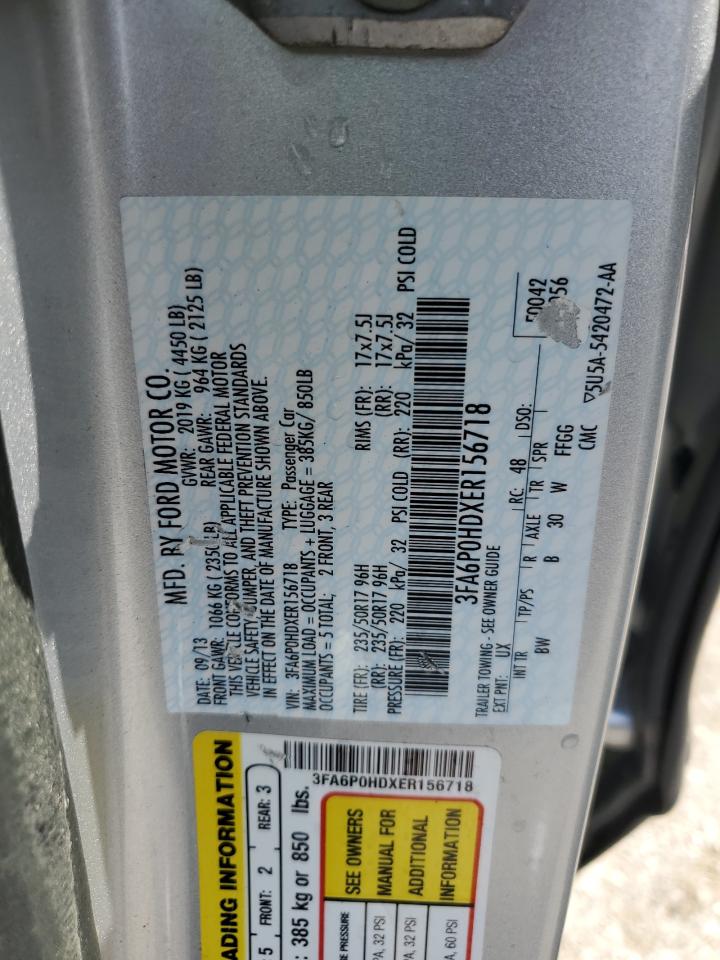 MFD. BY FORD MOTOR CO.
DATE: 09/13 GVWR: 2019 KG ( 4450 LB)
FRONT GAWR: 1066 KG ( 2350 LB) REAR GAWR: 964 KG ( 2125 LB)
THIS VEHICLE CONFORMS TO ALL APPLICABLE FEDERAL MOTOR
VEHICLE SAFETY, BUMPER, AND THEFT PREVENTION STANDARDS
IN EFFECT ON THE DATE OF MANUFACTURE SHOWN ABOVE.
VIN: 3FA6P0HDXER156718 TYPE: Passenger Car
MAXIMUM LOAD = OCCUPANTS + LUGGAGE = 385KG/ 850LB
OCCUPANTS = 5 TOTAL; 2 FRONT, 3 REAR
TIRE (FR): 235/50R17 96H RIMS (FR): 17x7.5J
(RR): 235/50R17 96H (RR): 17x7.5J
PRESSURE (FR): 220 kPa/ 32 PSI COLD (RR): 220 kPa/ 32 PSI COLD
3FA6P0HDXER156718
TRAILER TOWING - SEE OWNER GUIDE
EXT PNT: UX RC: 48 DSO: F0042
INT TR TP/PS R AXLE TR SPR
BW B 30 W FFGG
CMC ▽5U5A-5420472-AA
3FA6P0HDXER156718
ADING INFORMATION
5 FRONT: 2 REAR: 3
: 385 kg or 850 lbs.
PRESSURE
PA, 32 PSI
PA, 32 PSI
A, 60 PSI
SEE OWNERS
MANUAL FOR
ADDITIONAL
INFORMATION